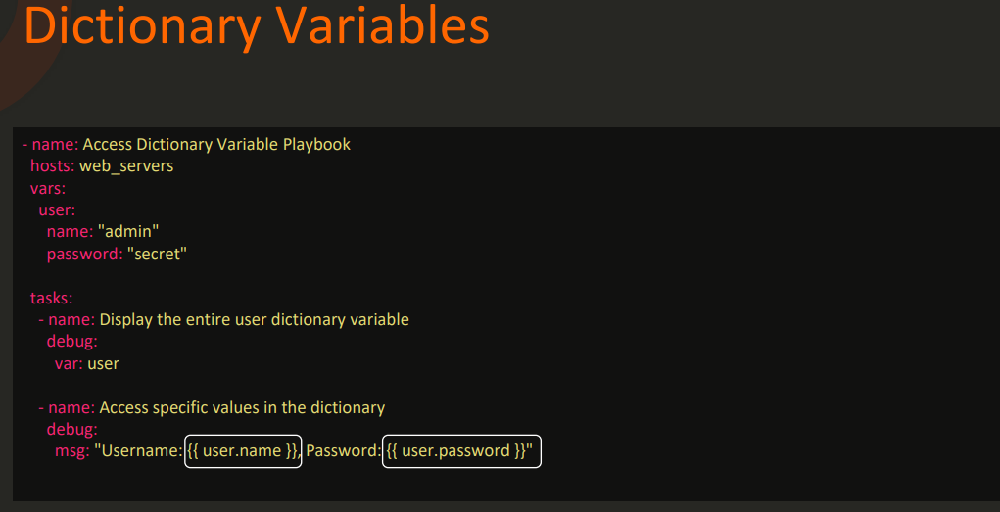 Dictionary Variables
- name: Access Dictionary Variable Playbook
hosts: web_servers
vars:
user:
name: "admin"
password: "secret"
tasks:
- name: Display the entire user dictionary variable
debug:
var: user
- name: Access specific values in the dictionary
debug:
msg: "Username: {{ user.name }}, Password: {{ user.password }}"